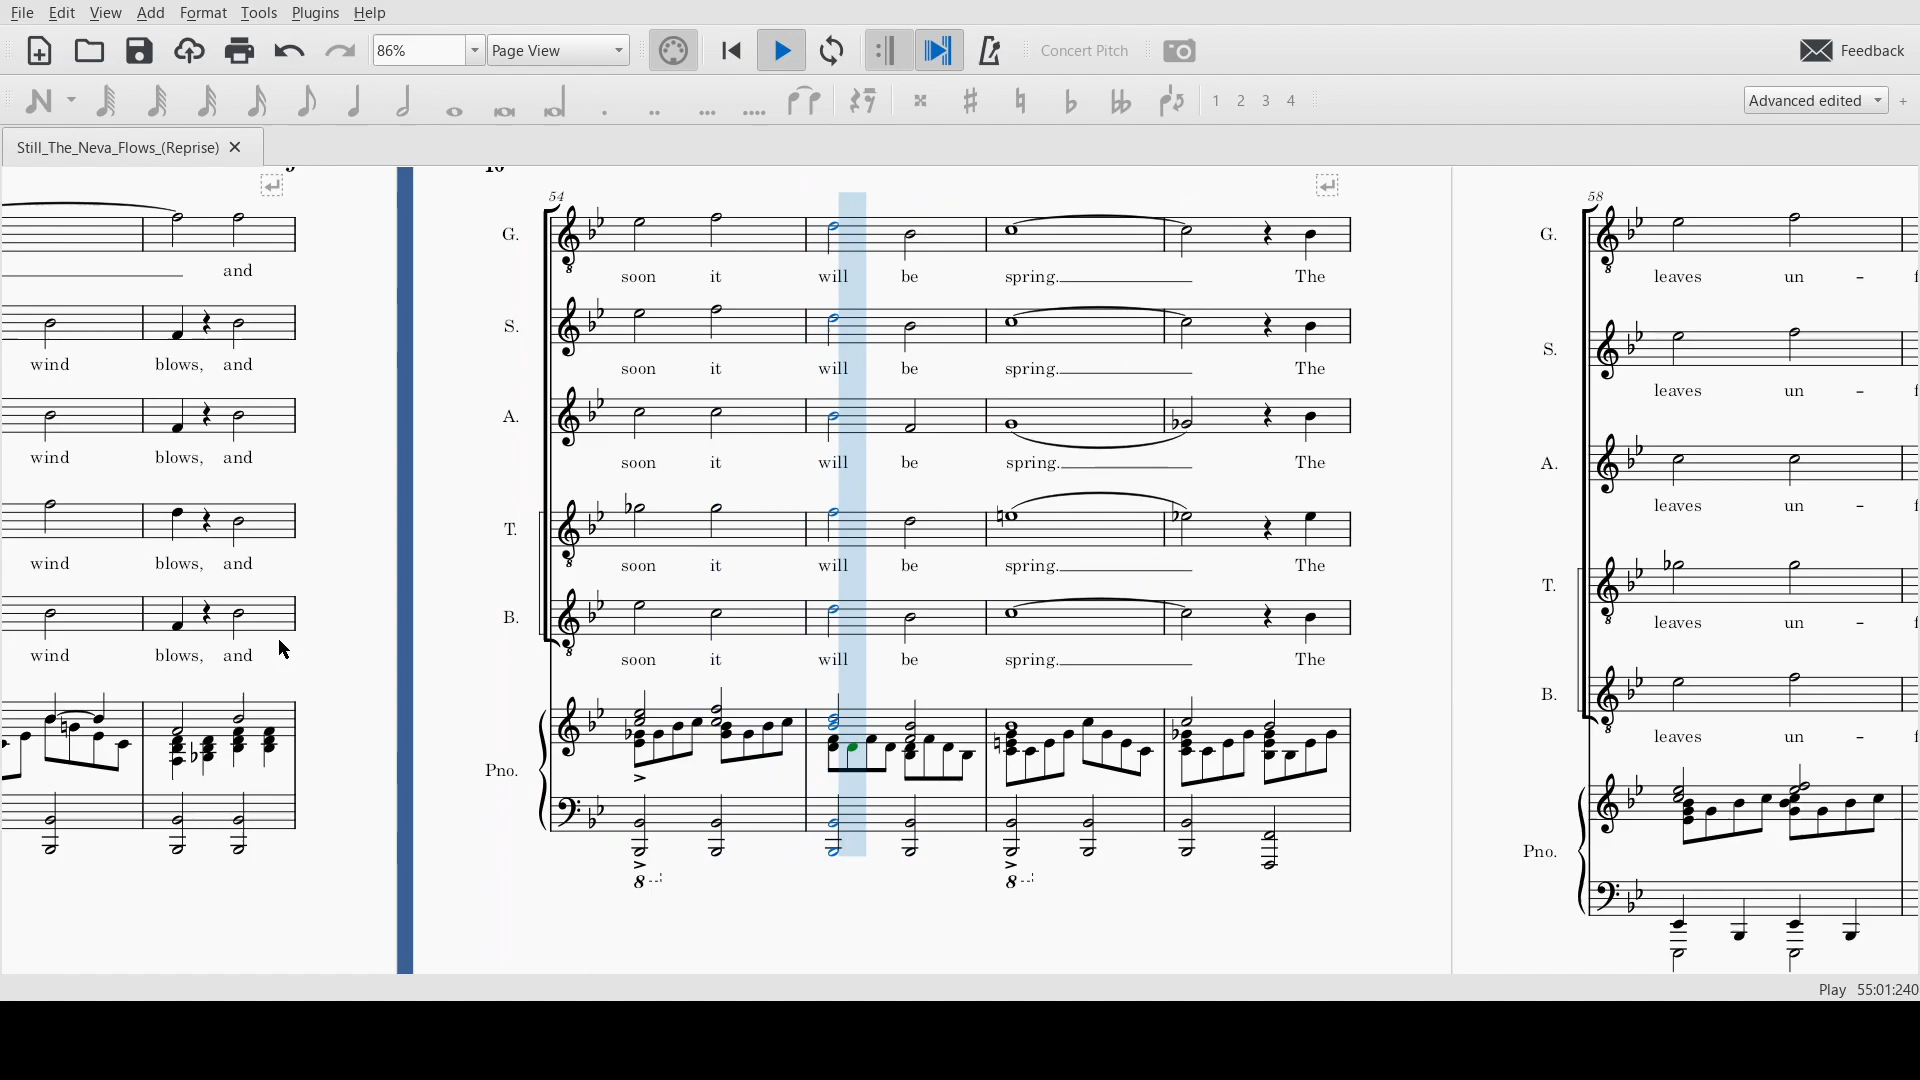 File Edit View Add Format Tools Plugins Help
86% Page View Concert Pitch Feedback
1 2 3 4 Advanced edited +
Still_The_Neva_Flows_(Reprise)
54 58
G. G.
and soon it will be spring. The leaves un -
S. S.
wind blows, and soon it will be spring. The leaves un -
A. A.
wind blows, and soon it will be spring. The leaves un -
T. T.
wind blows, and soon it will be spring. The leaves un -
B. B.
wind blows, and soon it will be spring. The leaves un -
Pno. Pno.
8 8
Play 55:01:240